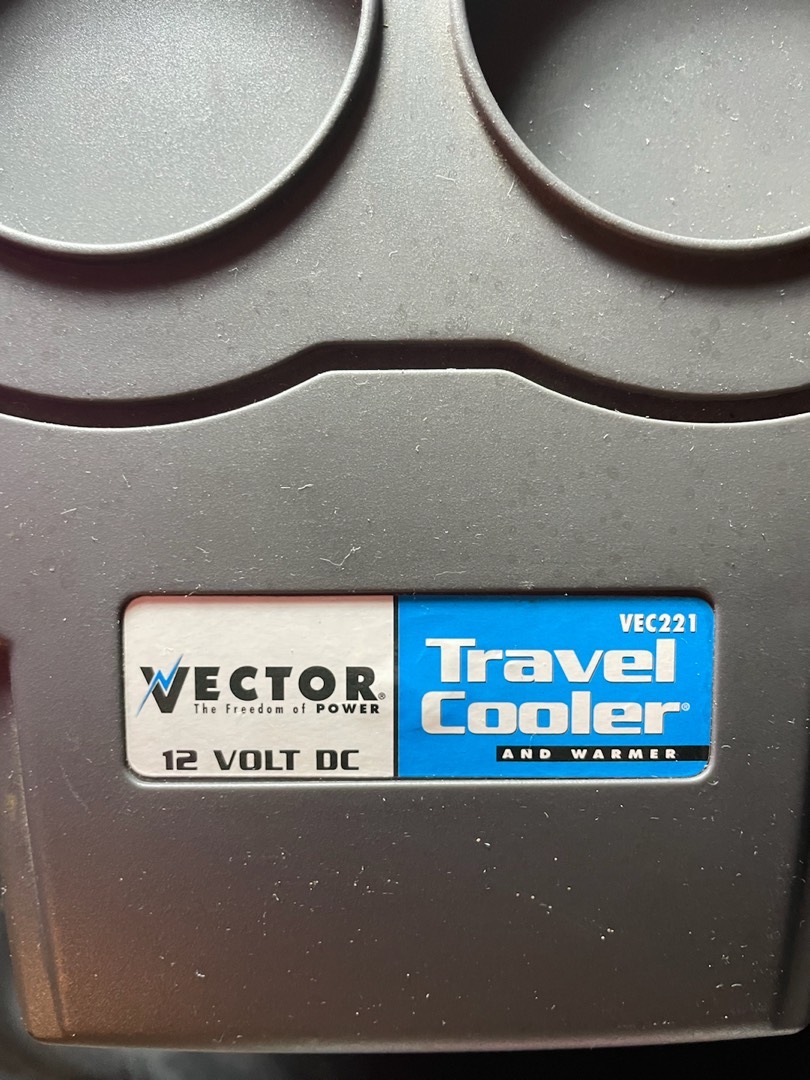 VECTOR®
The Freedom of POWER
12 VOLT DC
VEC221
Travel
Cooler®
AND WARMER